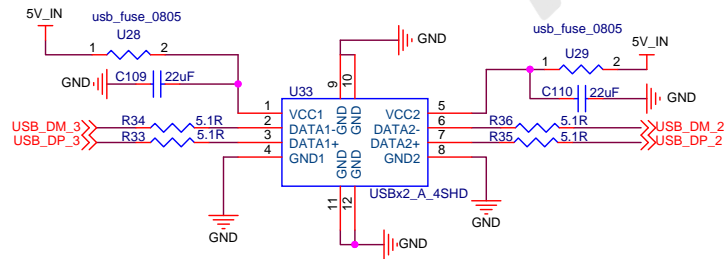 usb_fuse_0805
usb_fuse_0805
5V_IN
U28
1
2
GND
9
10
U29
5V_IN
1
2
GND
C109
22uF
C110
22uF
GND
U33
GND
GND
1
VCC1
VCC2
5
USB_DM_3
R34
5.1R
2
DATA1-
DATA2-
6
R36
5.1R
USB_DM_2
USB_DP_3
R33
5.1R
3
DATA1+
DATA2+
7
R35
5.1R
USB_DP_2
4
GND1
GND
GND
GND2
8
USBx2_A_4SHD
11
12
GND
GND
GND